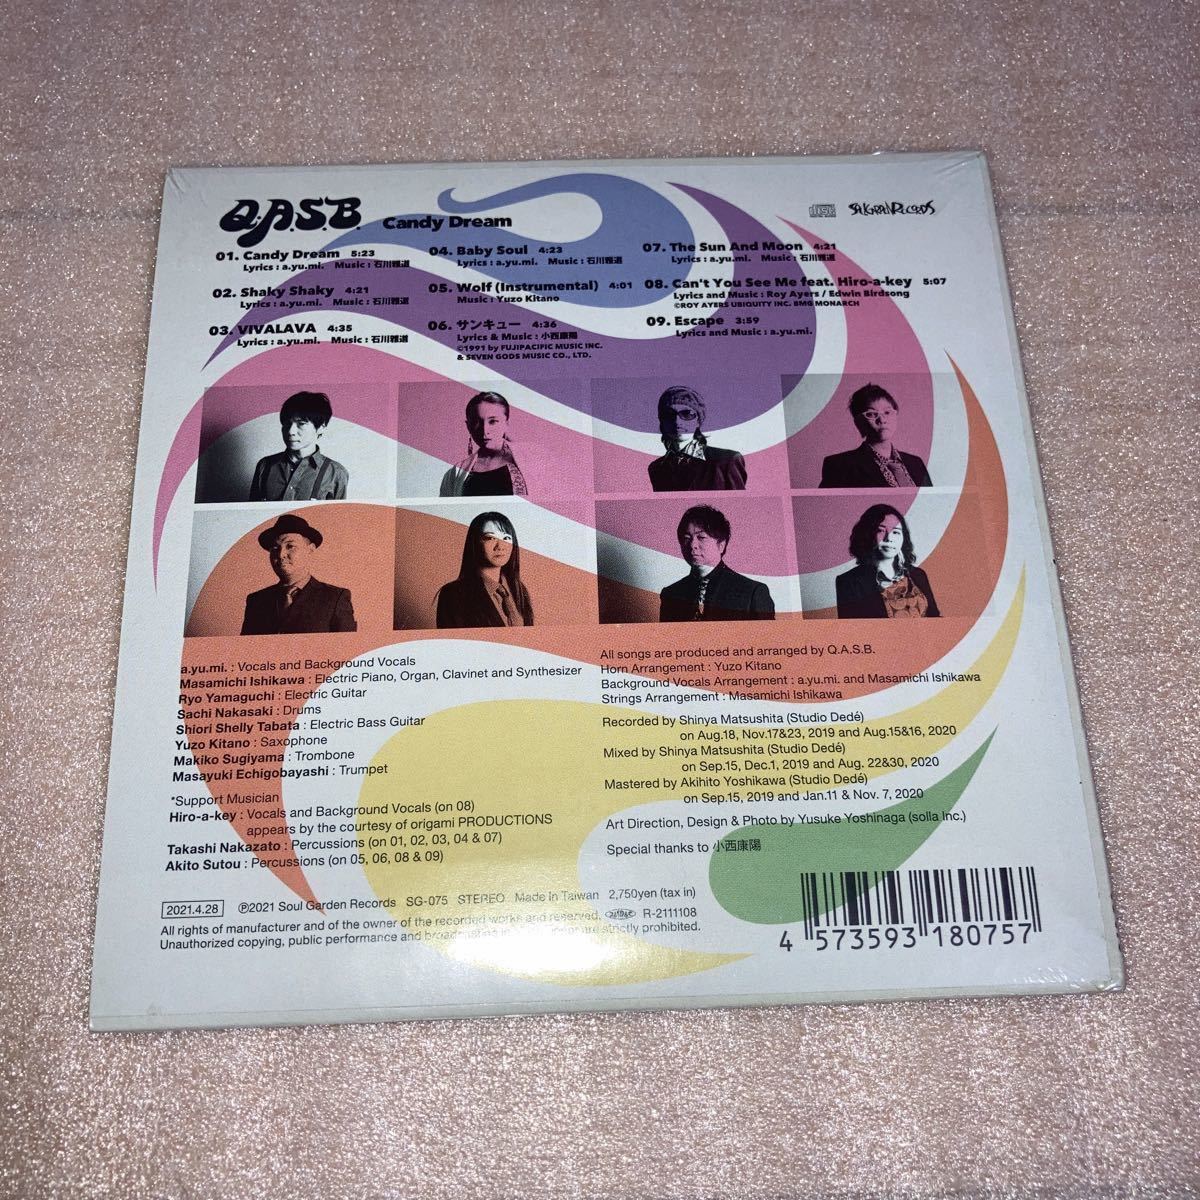 Q.A.S.B. Candy Dream
SOUL GARDEN RECORDS
01. Candy Dream 5:23
Lyrics : a.yu.mi. Music : 石川雅道
02. Shaky Shaky 4:21
Lyrics : a.yu.mi. Music : 石川雅道
03. VIVALAVA 4:35
Lyrics : a.yu.mi. Music : 石川雅道
04. Baby Soul 4:23
Lyrics : a.yu.mi. Music : 石川雅道
05. Wolf (Instrumental) 4:01
Music : Yuzo Kitano
06. サンキュー 4:36
Lyrics & Music : 小西康陽
©1991 by FUJIPACIFIC MUSIC INC.
& SEVEN GODS MUSIC CO., LTD.
07. The Sun And Moon 4:21
Lyrics : a.yu.mi. Music : 石川雅道
08. Can't You See Me feat. Hiro-a-key 5:07
Lyrics and Music : Roy Ayers / Edwin Birdsong
©ROY AYERS UBIQUITY INC. BMG MONARCH
09. Escape 3:59
Lyrics and Music : a.yu.mi.
a.yu.mi. : Vocals and Background Vocals
Masamichi Ishikawa : Electric Piano, Organ, Clavinet and Synthesizer
Ryo Yamaguchi : Electric Guitar
Sachi Nakasaki : Drums
Shiori Shelly Tabata : Electric Bass Guitar
Yuzo Kitano : Saxophone
Makiko Sugiyama : Trombone
Masayuki Echigobayashi : Trumpet
*Support Musician
Hiro-a-key : Vocals and Background Vocals (on 08)
appears by the courtesy of origami PRODUCTIONS
Takashi Nakazato : Percussions (on 01, 02, 03, 04 & 07)
Akito Sutou : Percussions (on 05, 06, 08 & 09)
All songs are produced and arranged by Q.A.S.B.
Horn Arrangement : Yuzo Kitano
Background Vocals Arrangement : a.yu.mi. and Masamichi Ishikawa
Strings Arrangement : Masamichi Ishikawa
Recorded by Shinya Matsushita (Studio Dedé)
on Aug.18, Nov.17&23, 2019 and Aug.15&16, 2020
Mixed by Shinya Matsushita (Studio Dedé)
on Sep.15, Dec.1, 2019 and Aug. 22&30, 2020
Mastered by Akihito Yoshikawa (Studio Dedé)
on Sep.15, 2019 and Jan.11 & Nov. 7, 2020
Art Direction, Design & Photo by Yusuke Yoshinaga (solla Inc.)
Special thanks to 小西康陽
2021.4.28 ℗2021 Soul Garden Records SG-075 STEREO Made in Taiwan 2,750yen (tax in)
All rights of manufacturer and of the owner of the recorded works and reserved. R-2111108
Unauthorized copying, public performance and broadcasting are strictly prohibited.
4 573593 180757